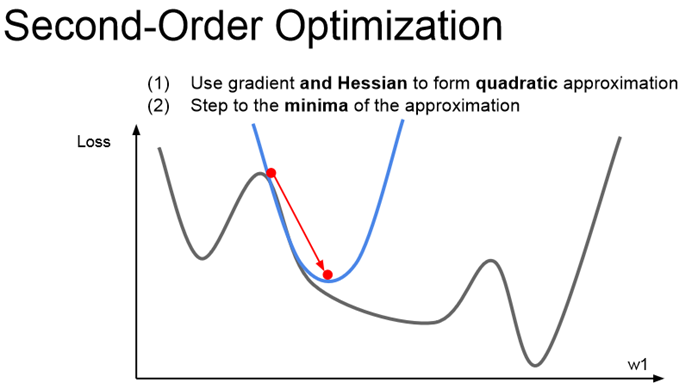 Second-Order Optimization
(1) Use gradient and Hessian to form quadratic approximation
(2) Step to the minima of the approximation
Loss
w1